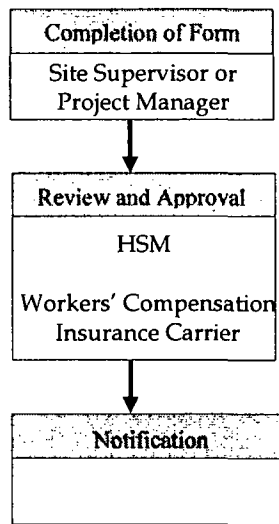 Completion of Form
Site Supervisor or
Project Manager
Review and Approval
HSM
Workers' Compensation
Insurance Carrier
Notification